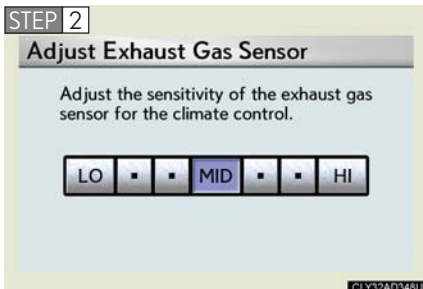 STEP 2
Adjust Exhaust Gas Sensor
Adjust the sensitivity of the exhaust gas
sensor for the climate control.
LO ▪ ▪ MID ▪ ▪ HI
CLY32AD348U